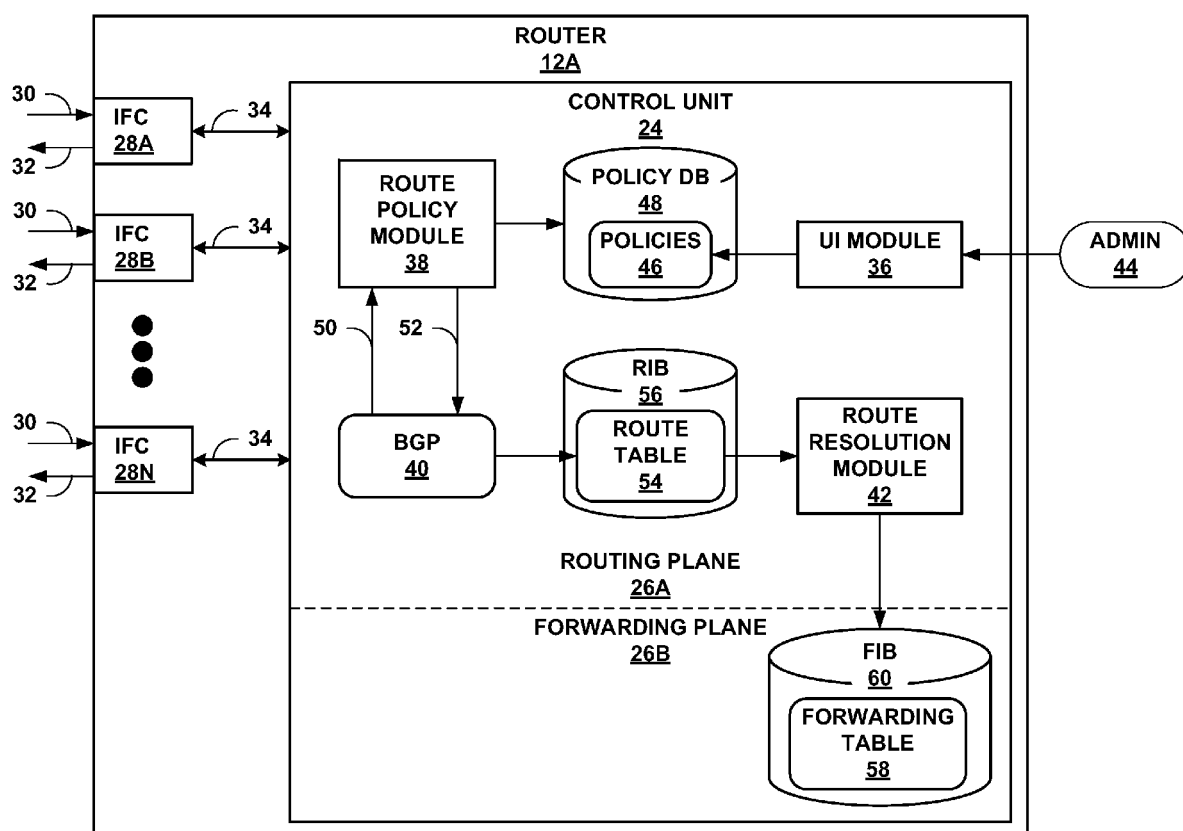 ROUTER
12A
30
IFC
28A
32
34
30
IFC
28B
32
34
30
IFC
28N
32
34
CONTROL UNIT
24
ROUTE
POLICY
MODULE
38
POLICY DB
48
POLICIES
46
UI MODULE
36
ADMIN
44
50
52
BGP
40
RIB
56
ROUTE
TABLE
54
ROUTE
RESOLUTION
MODULE
42
ROUTING PLANE
26A
FORWARDING PLANE
26B
FIB
60
FORWARDING
TABLE
58